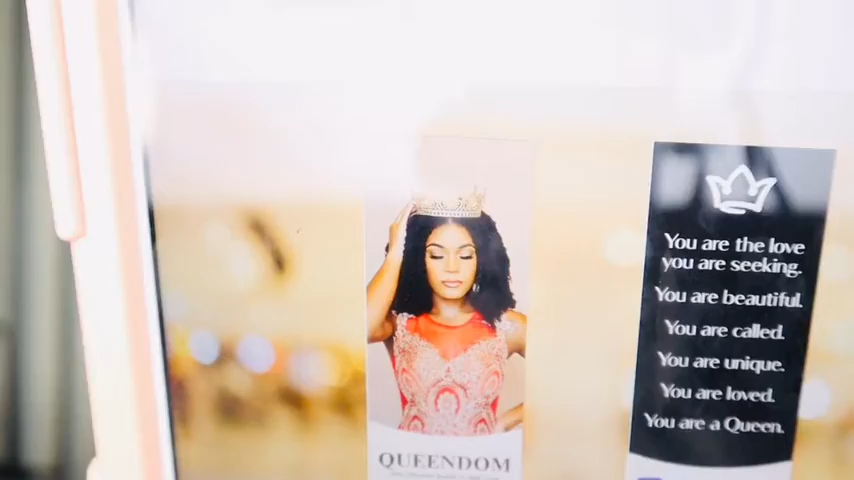 QUEENDOM
You are the love
you are seeking.
You are beautiful.
You are called.
You are unique.
You are loved.
You are a Queen.